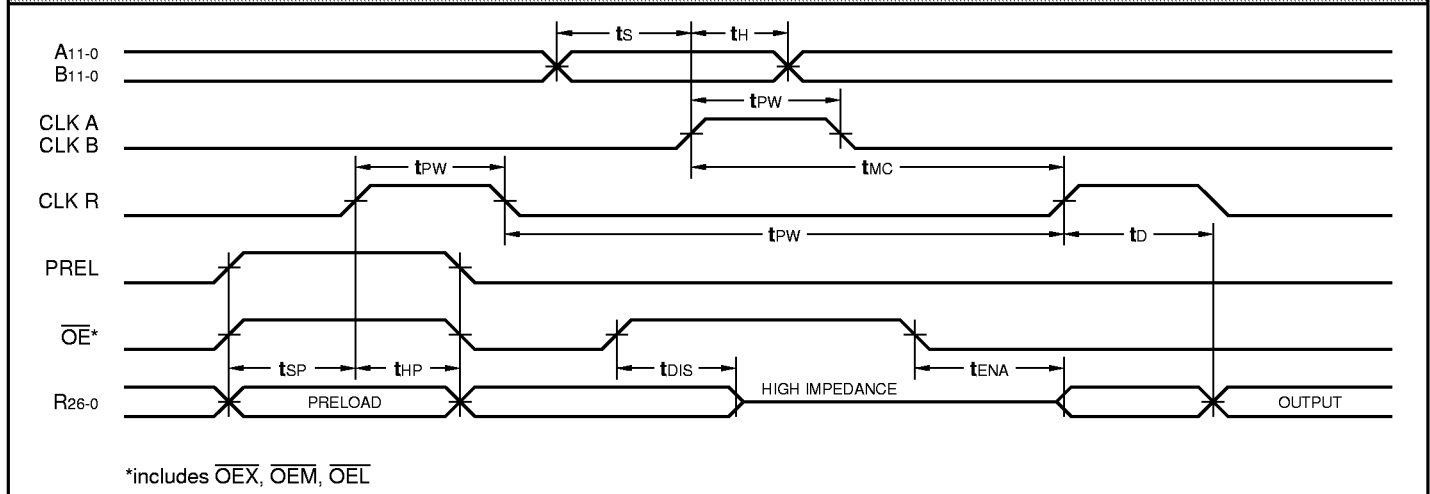 tS tH
A11-0
B11-0
tPW
CLK A
CLK B
tPW tMC
CLK R
tPW tD
PREL
OE*
tSP tHP tDIS tENA
R26-0 PRELOAD HIGH IMPEDANCE OUTPUT
*includes OEX, OEM, OEL